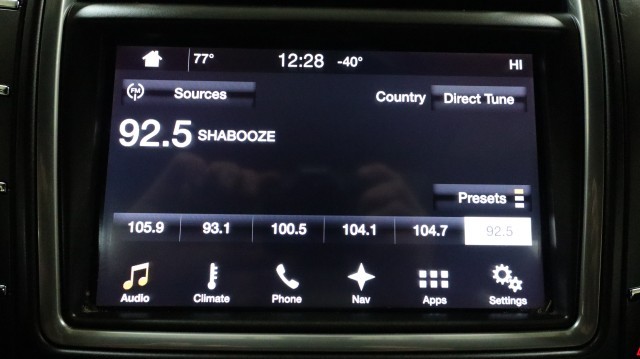 77° 12:28 -40° HI
FM Sources Country Direct Tune
92.5 SHABOOZE
Presets
105.9 93.1 100.5 104.1 104.7 92.5
Audio Climate Phone Nav Apps Settings